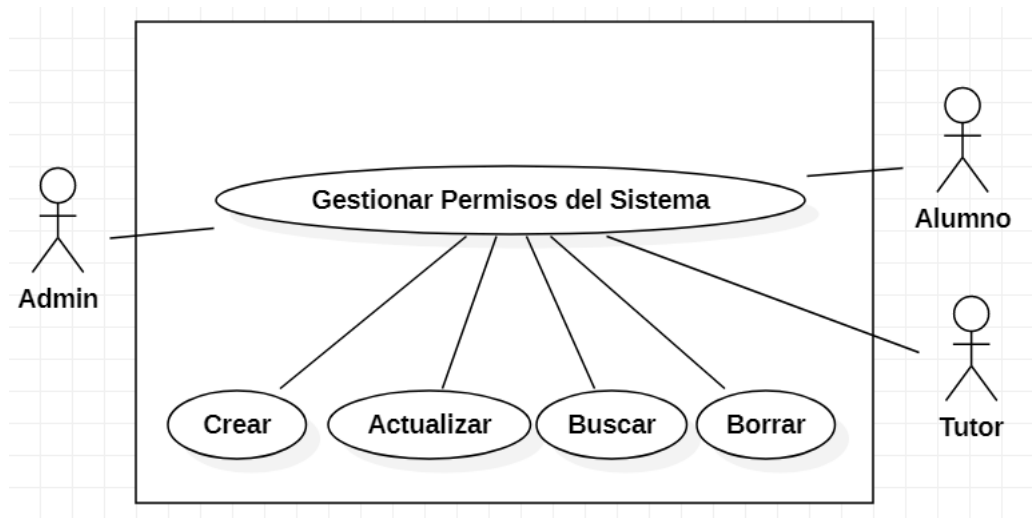 Gestionar Permisos del Sistema
Admin
Alumno
Tutor
Crear
Actualizar
Buscar
Borrar